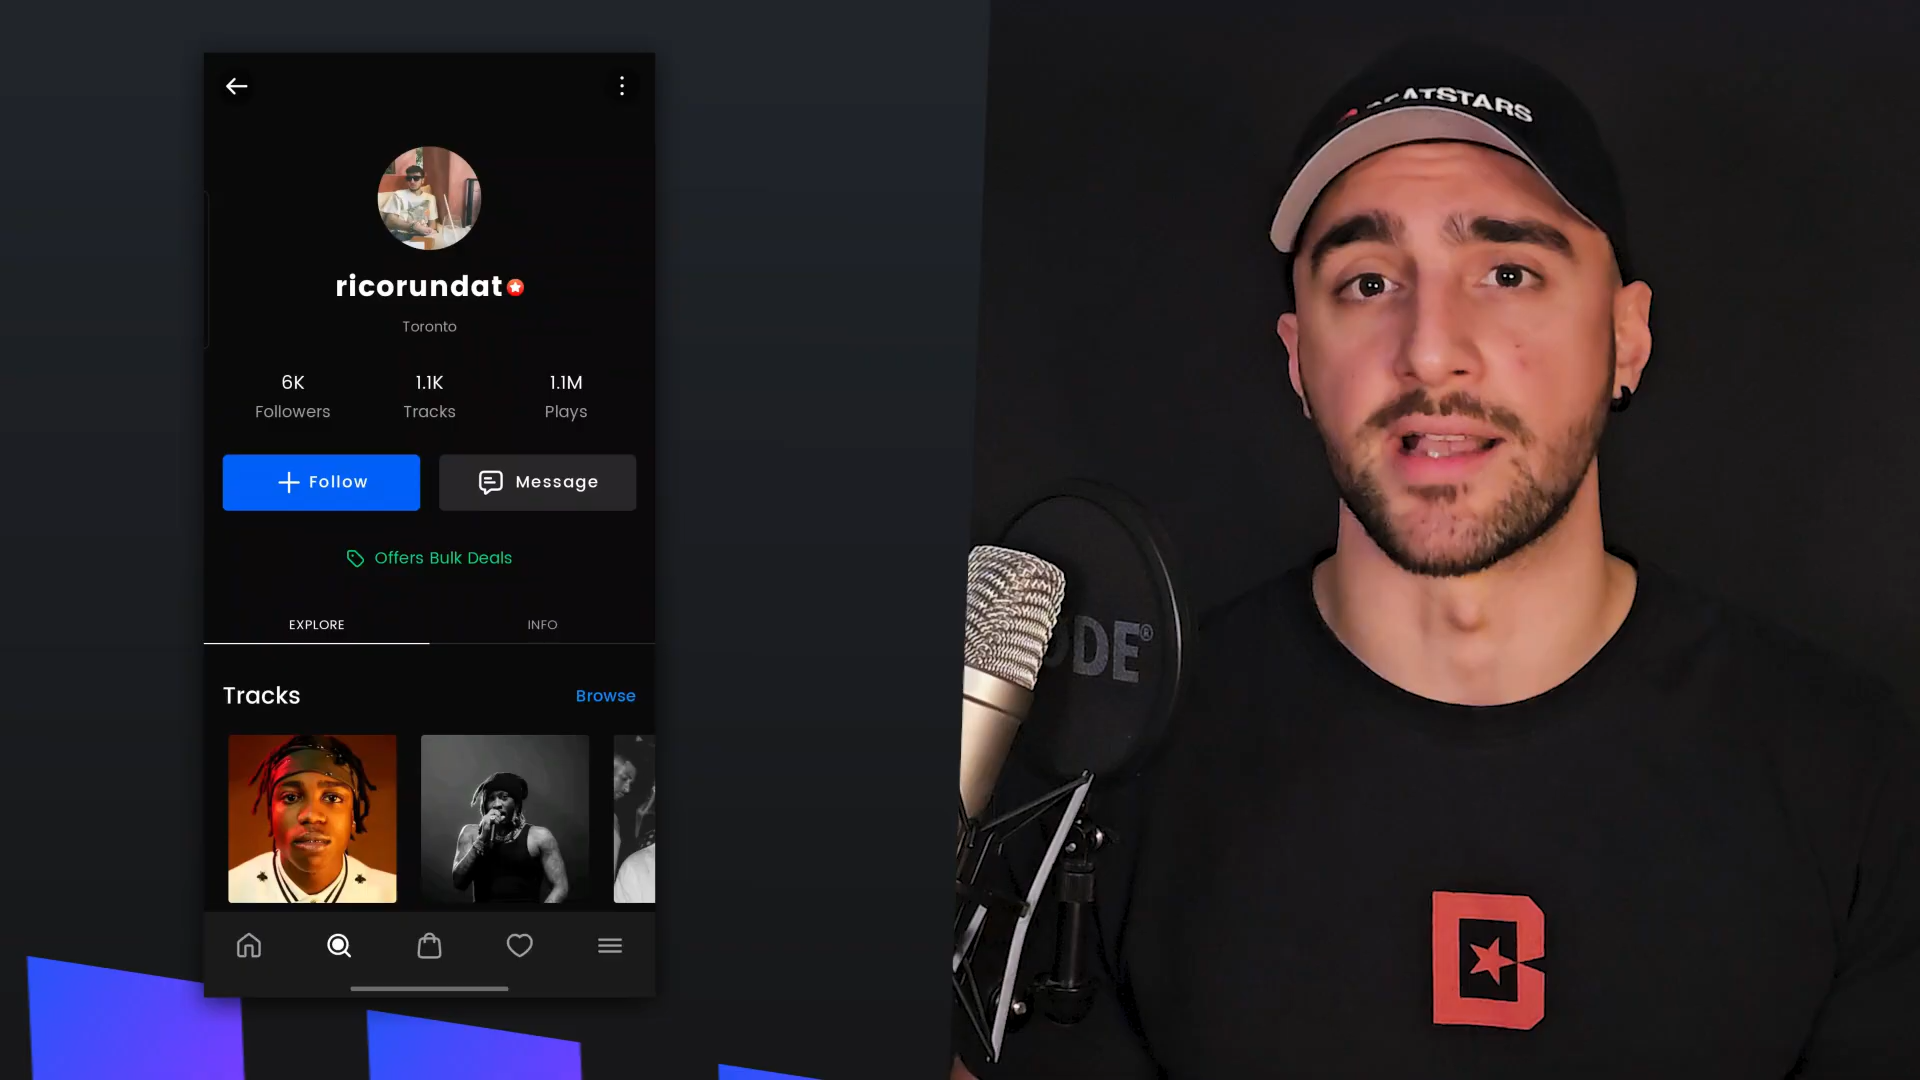 ricorundat
Toronto
6K
1.1K
1.1M
Followers
Tracks
Plays
Follow
Message
Offers Bulk Deals
EXPLORE
INFO
Tracks
Browse
ATSTARS
DE®